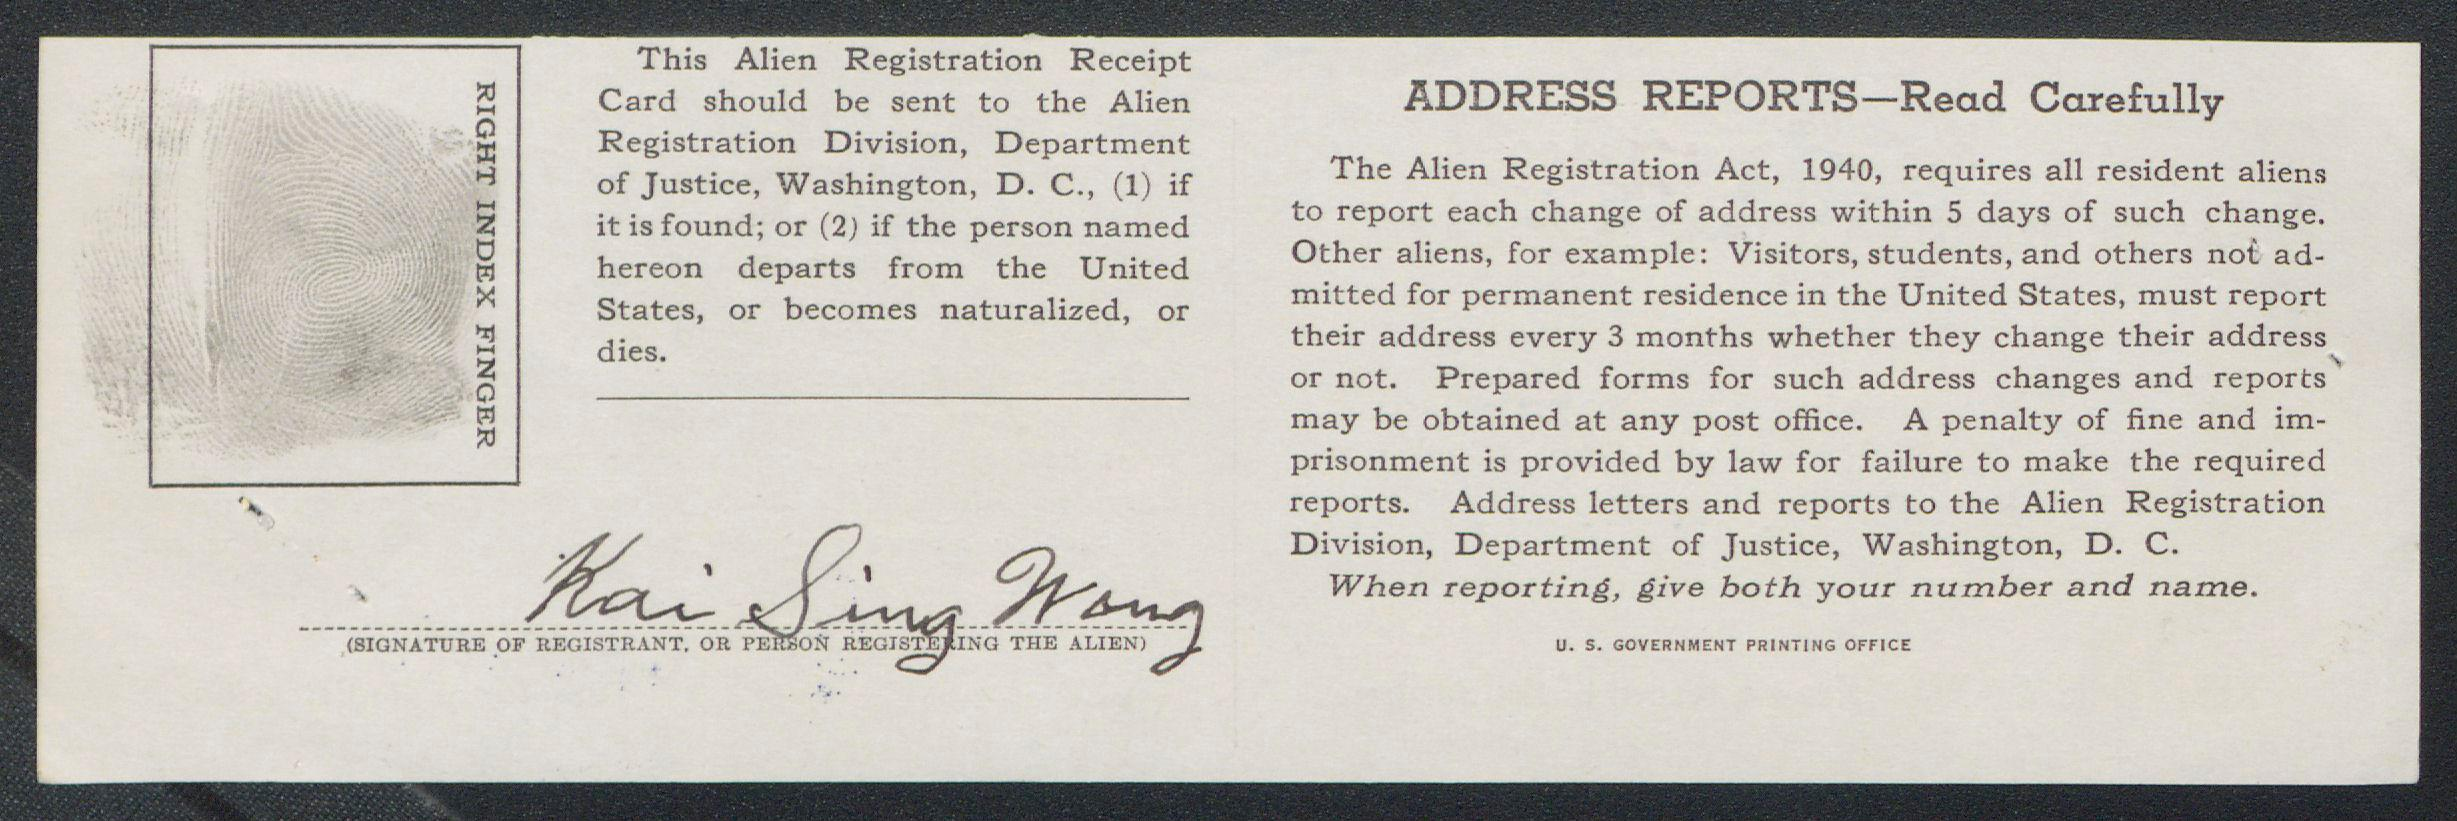 RIGHT INDEX FINGER
This Alien Registration Receipt
Card should be sent to the Alien
Registration Division, Department
of Justice, Washington, D. C., (1) if
it is found; or (2) if the person named
hereon departs from the United
States, or becomes naturalized, or
dies.
Kai Sing Wong
(SIGNATURE OF REGISTRANT, OR PERSON REGISTERING THE ALIEN)
ADDRESS REPORTS—Read Carefully
The Alien Registration Act, 1940, requires all resident aliens
to report each change of address within 5 days of such change.
Other aliens, for example: Visitors, students, and others not ad-
mitted for permanent residence in the United States, must report
their address every 3 months whether they change their address
or not. Prepared forms for such address changes and reports
may be obtained at any post office. A penalty of fine and im-
prisonment is provided by law for failure to make the required
reports. Address letters and reports to the Alien Registration
Division, Department of Justice, Washington, D. C.
When reporting, give both your number and name.
U. S. GOVERNMENT PRINTING OFFICE